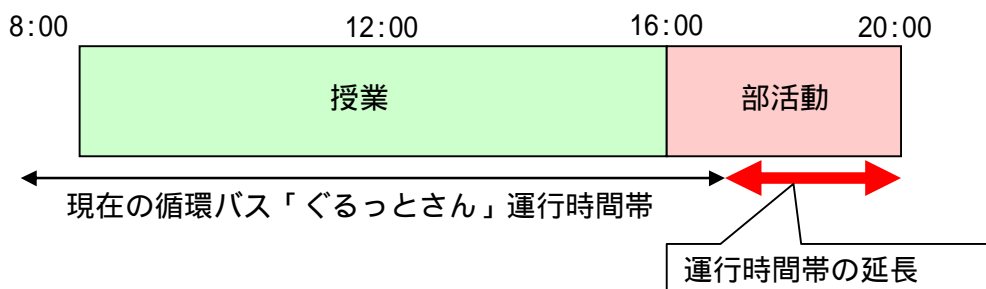 8:00 12:00 16:00 20:00
授業 部活動
現在の循環バス「ぐるっとさん」運行時間帯
運行時間帯の延長